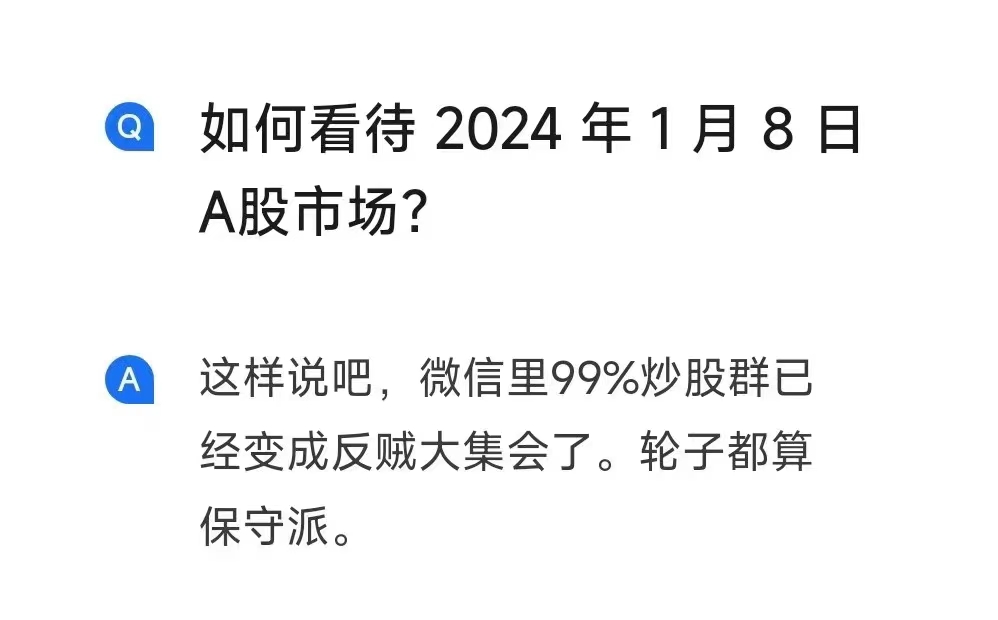 Q 如何看待 2024 年 1 月 8 日
A股市场？
A 这样说吧，微信里99%炒股群已
经变成反贼大集会了。轮子都算
保守派。